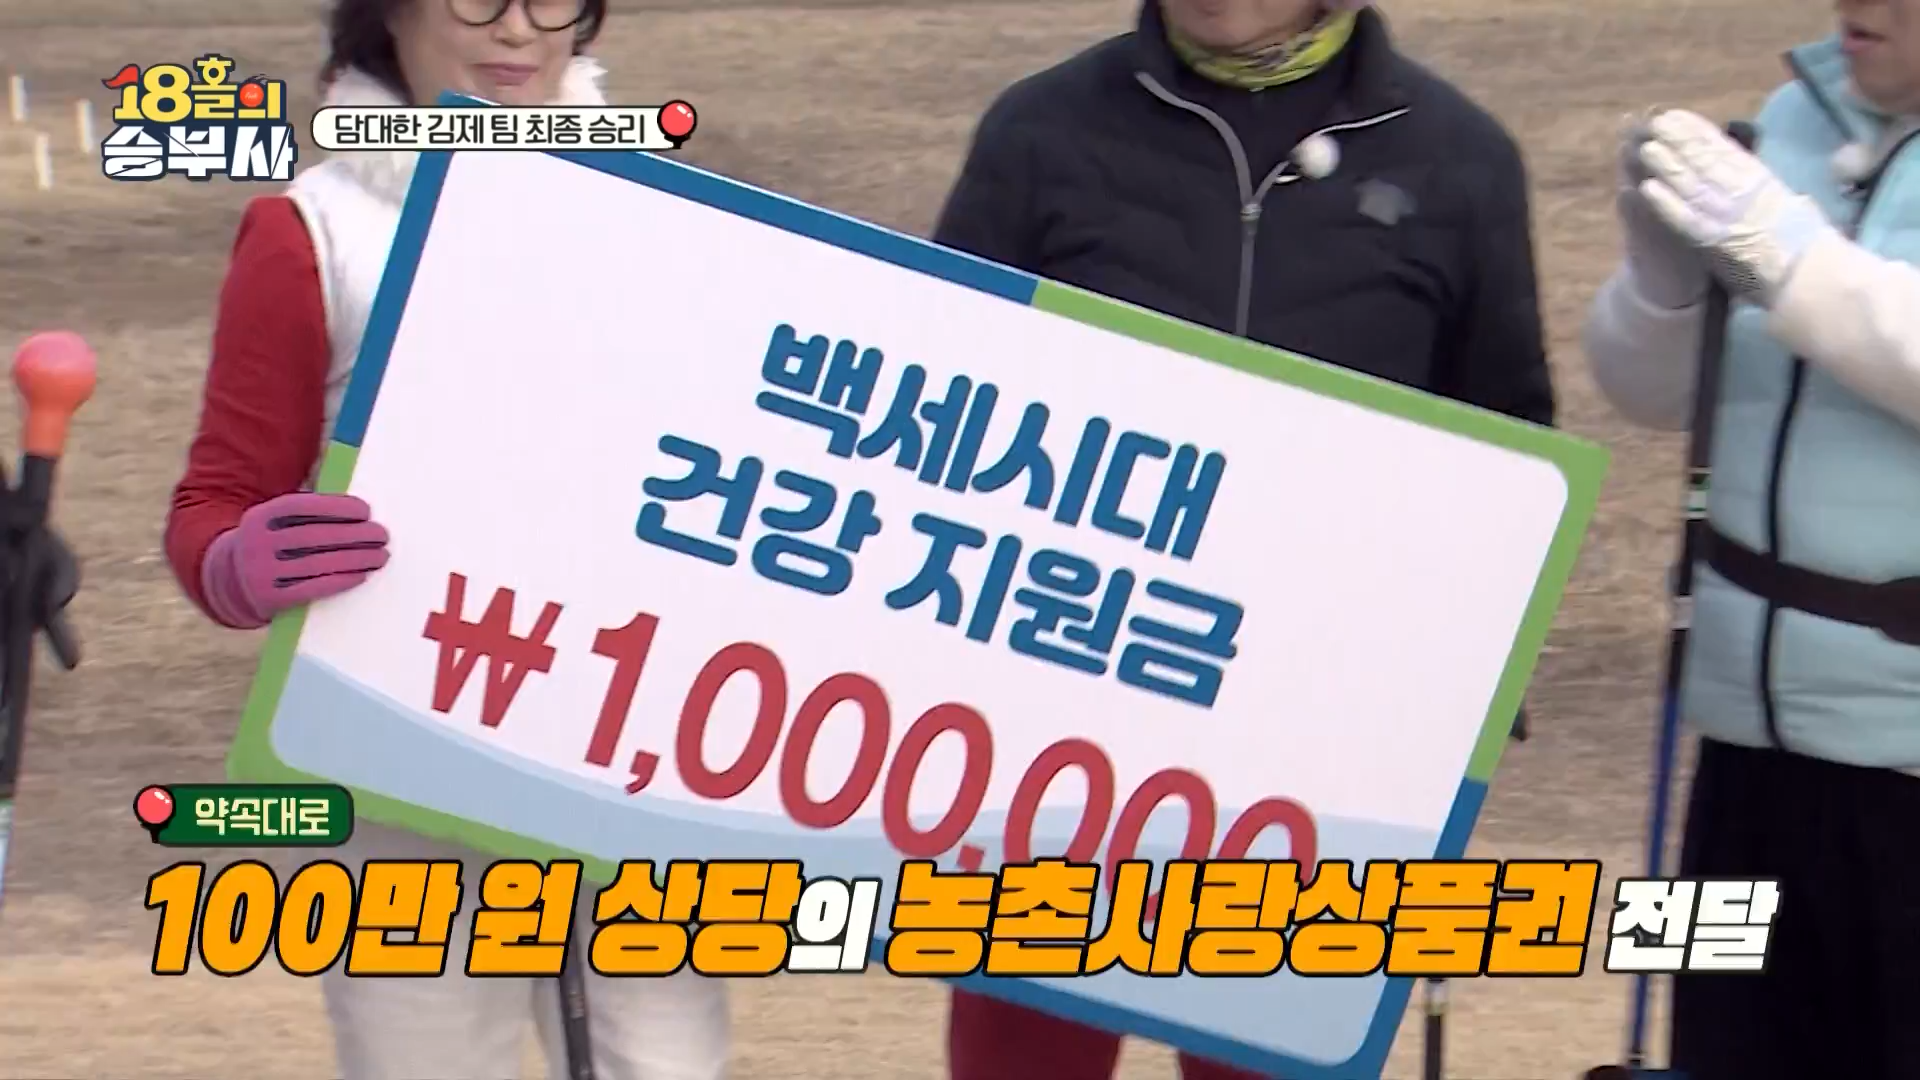 18홀의
승부사
담대한 김제 팀 최종 승리
백세시대
건강 지원금
₩1,000,000
약속대로
100만 원 상당의 농촌사랑상품권 전달